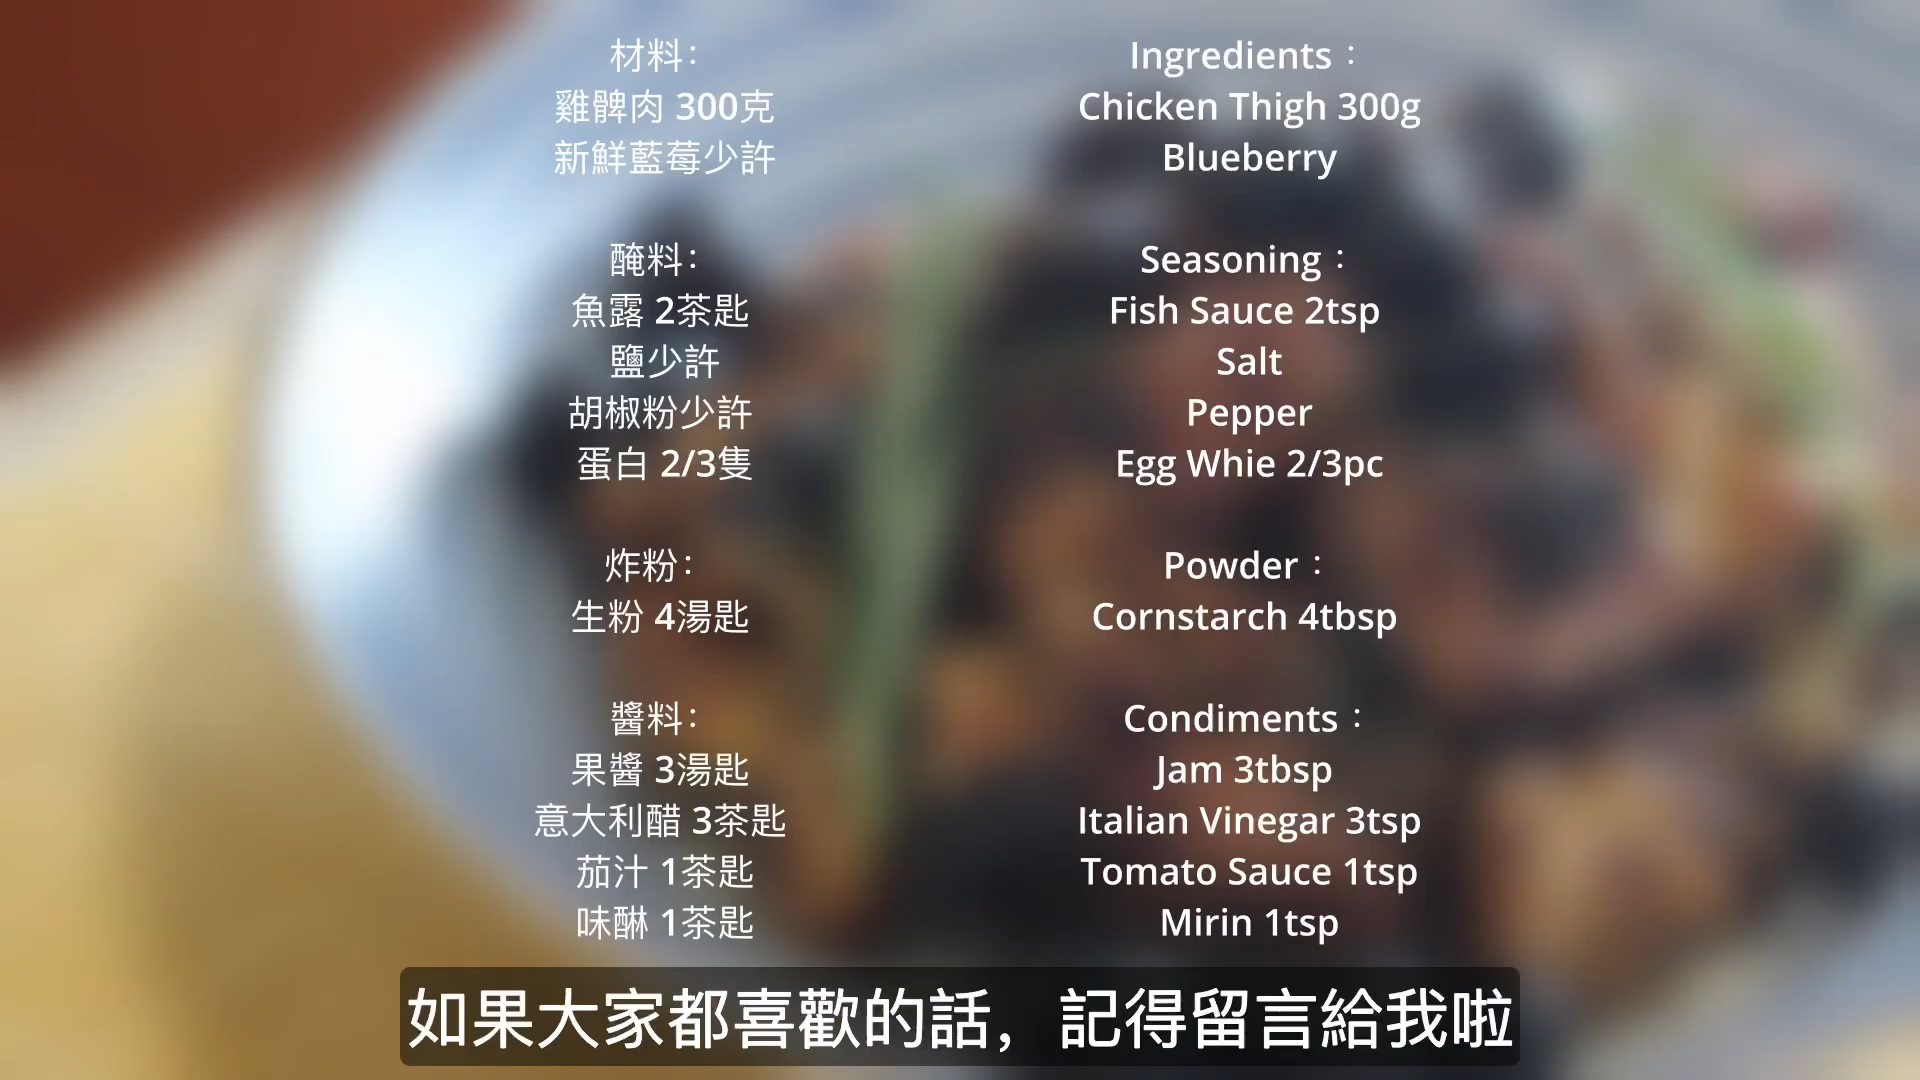 材料：
雞髀肉 300克
新鮮藍莓少許
醃料：
魚露 2茶匙
鹽少許
胡椒粉少許
蛋白 2/3隻
炸粉：
生粉 4湯匙
醬料：
果醬 3湯匙
意大利醋 3茶匙
茄汁 1茶匙
味醂 1茶匙
Ingredients：
Chicken Thigh 300g
Blueberry
Seasoning：
Fish Sauce 2tsp
Salt
Pepper
Egg Whie 2/3pc
Powder：
Cornstarch 4tbsp
Condiments：
Jam 3tbsp
Italian Vinegar 3tsp
Tomato Sauce 1tsp
Mirin 1tsp
如果大家都喜歡的話，記得留言給我啦